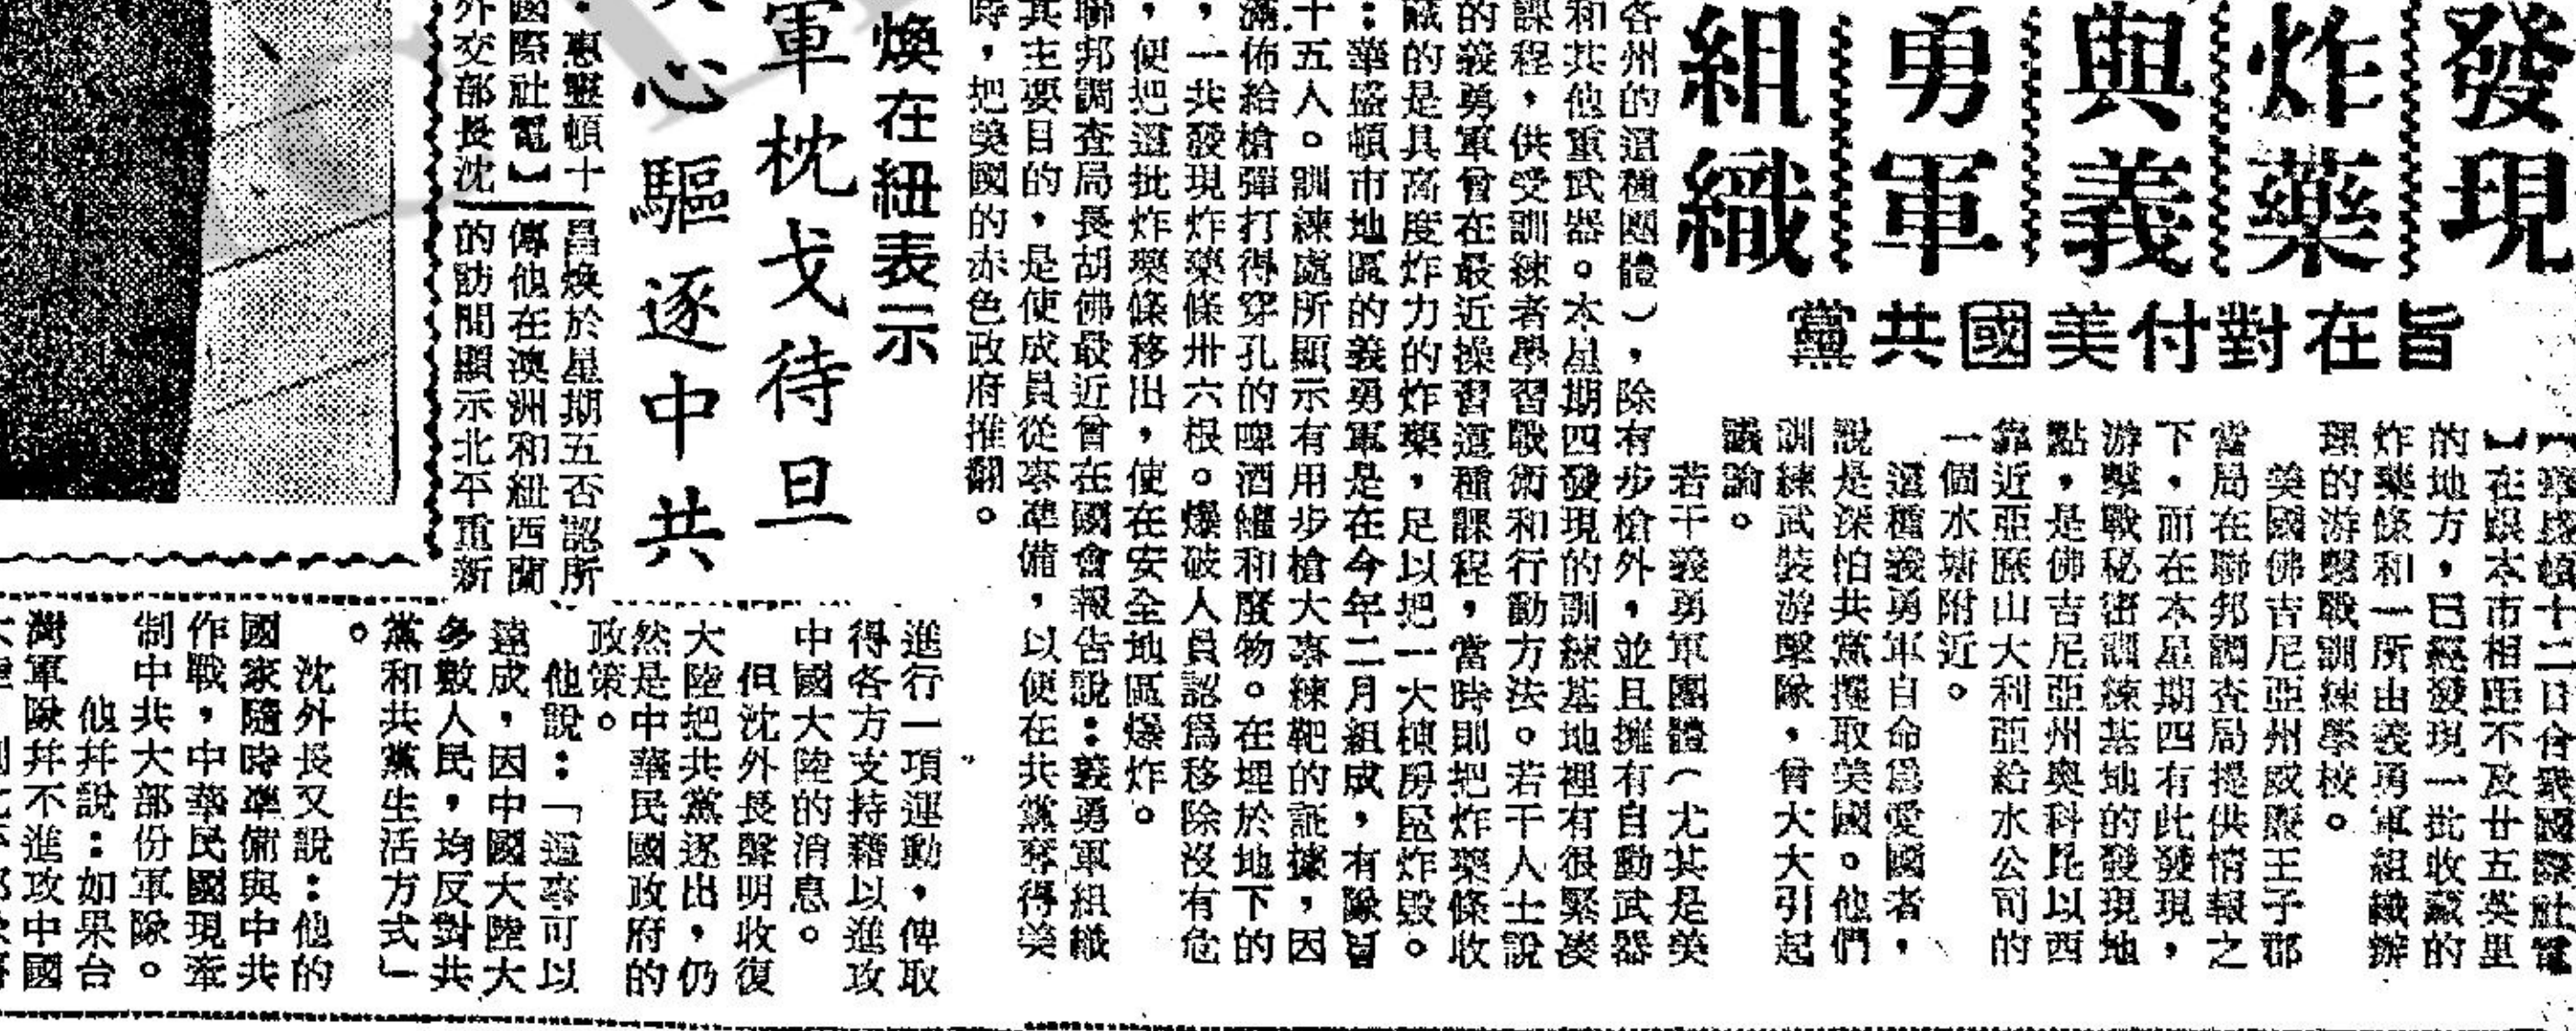 發現
炸藥
與義
勇軍
組織
旨在對付美國共黨
【華盛頓十二日合衆國際社電
】在距本市相距不及廿五英里
的地方，已經發現一批收藏的
炸藥條和一所由義勇軍組織辦
理的游擊戰訓練學校。
美國佛吉尼亞州威廉王子郡
當局在聯邦調查局提供情報之
下，而在本星期四有此發現，
游擊戰秘密訓練基地的發現地
點，是佛吉尼亞州奧科昆以西
靠近亞歷山大利亞給水公司的
一個水塘附近。
這種義勇軍自命爲愛國者，
說是深怕共黨攫取美國。他們
訓練武裝游擊隊，曾大大引起
議論。
若干義勇軍團體（尤其是美
各州的這種團體），除有步槍外，並且擁有自動武器
和其他重武器。本星期四發現的訓練基地裡有很緊凑
課程，供受訓練者學習戰術和行動方法。若干人士說
的義勇軍曾在最近操習這種課程，當時則把炸藥條收
藏的是具高度炸力的炸藥，足以把一大棟房屋炸毀。
：華盛頓市地區的義勇軍是在今年二月組成，有隊員
十五人。訓練處所顯示有用步槍大事練靶的証據，因
滿佈給槍彈打得穿孔的啤酒罐和廢物。在埋於地下的
，一共發現炸藥條卅六根。爆破人員認爲移除沒有危
，便把這批炸藥條移出，使在安全地區爆炸。
聯邦調查局長胡佛最近曾在國會報告說：義勇軍組織
其主要目的，是使成員從事準備，以便在共黨奪得美
時，把美國的赤色政府推翻。
煥在紐表示
軍枕戈待旦
心驅逐中共
惠靈頓十
國際社電】
外交部長沈
昌煥於星期五否認所
傳他在澳洲和紐西蘭
的訪問顯示北平重新
進行一項運動，俾取
得各方支持藉以進攻
中國大陸的消息。
但沈外長聲明收復
大陸把共黨逐出，仍
然是中華民國政府的
政策。
他說：「這事可以
達成，因中國大陸大
多數人民，均反對共
黨和共黨生活方式」
。
沈外長又說：他的
國家隨時準備與中共
作戰，中華民國現牽
制中共大部份軍隊。
他幷說：如果台
灣軍隊幷不進攻中國